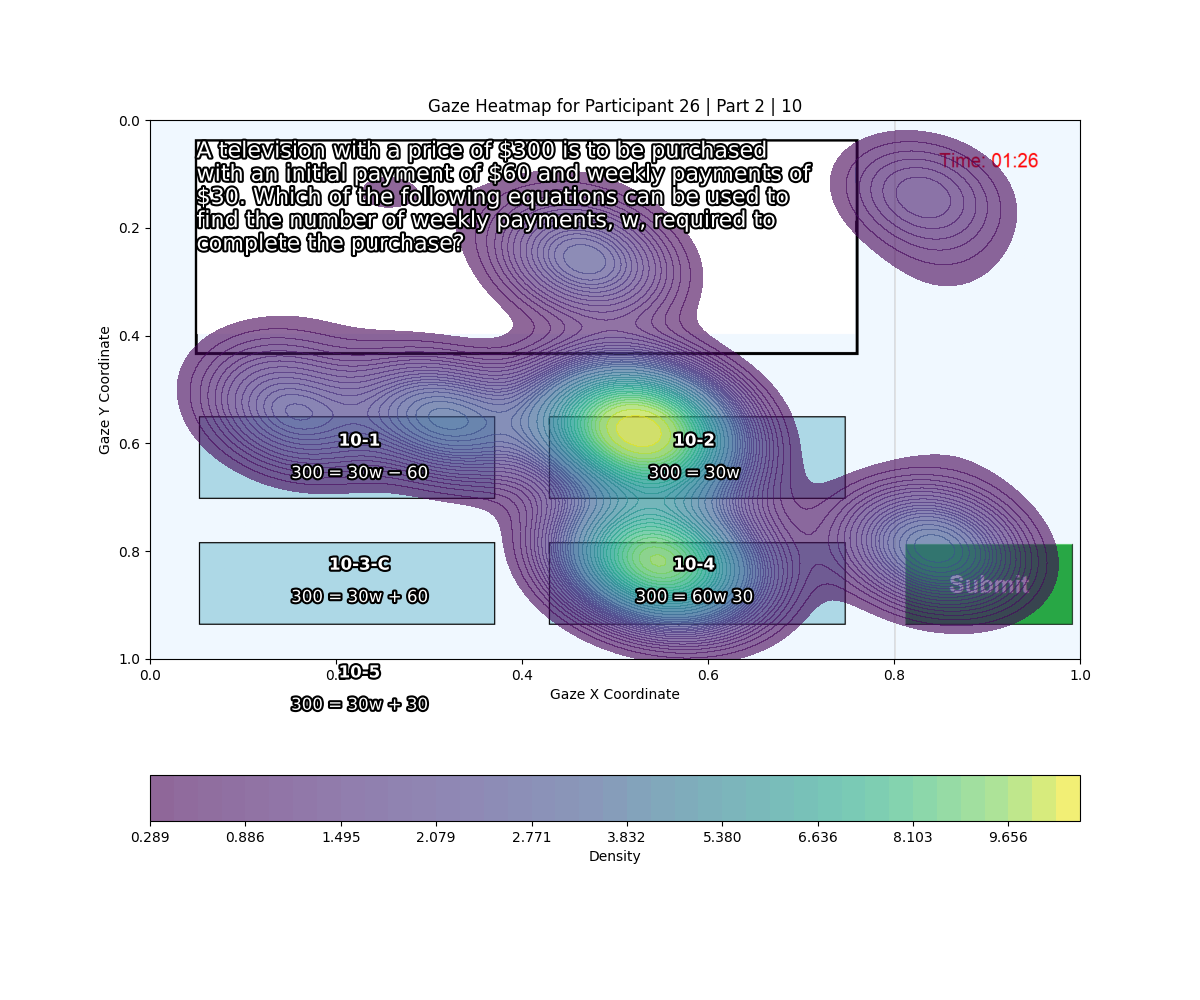 Gaze Heatmap for Participant 26 | Part 2 | 10
A television with a price of $300 is to be purchased
with an initial payment of $60 and weekly payments of
$30. Which of the following equations can be used to
find the number of weekly payments, w, required to
complete the purchase?
Time: 01:26
0.0
0.2
0.4
0.6
0.8
1.0
Gaze Y Coordinate
10-1
300 = 30w − 60
10-2
300 = 30w
10-3-C
300 = 30w + 60
10-4
300 = 60w 30
Submit
0.0
0.4
0.6
0.8
1.0
10-5
300 = 30w + 30
Gaze X Coordinate
0.289
0.886
1.495
2.079
2.771
3.832
5.380
6.636
8.103
9.656
Density